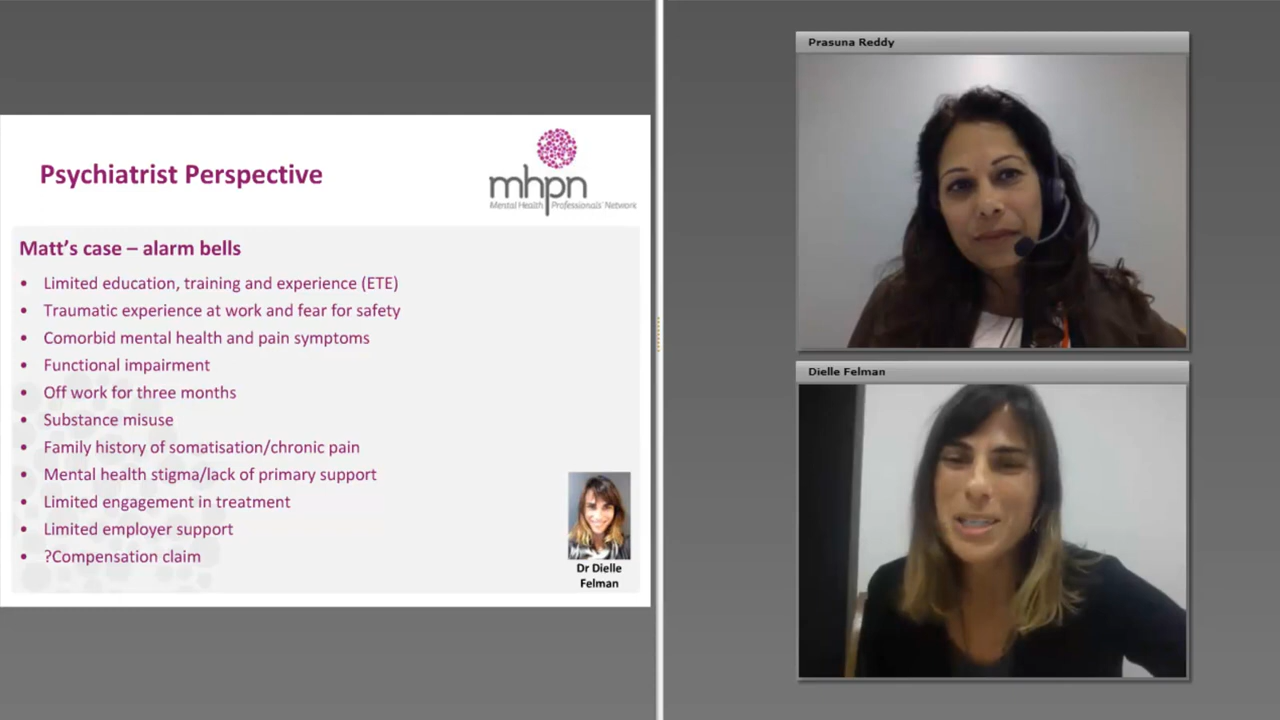 Psychiatrist Perspective
mhpn
Mental Health Professionals' Network
Matt's case – alarm bells
• Limited education, training and experience (ETE)
• Traumatic experience at work and fear for safety
• Comorbid mental health and pain symptoms
• Functional impairment
• Off work for three months
• Substance misuse
• Family history of somatisation/chronic pain
• Mental health stigma/lack of primary support
• Limited engagement in treatment
• Limited employer support
• ?Compensation claim
Dr Dielle
Felman
Prasuna Reddy
Dielle Felman